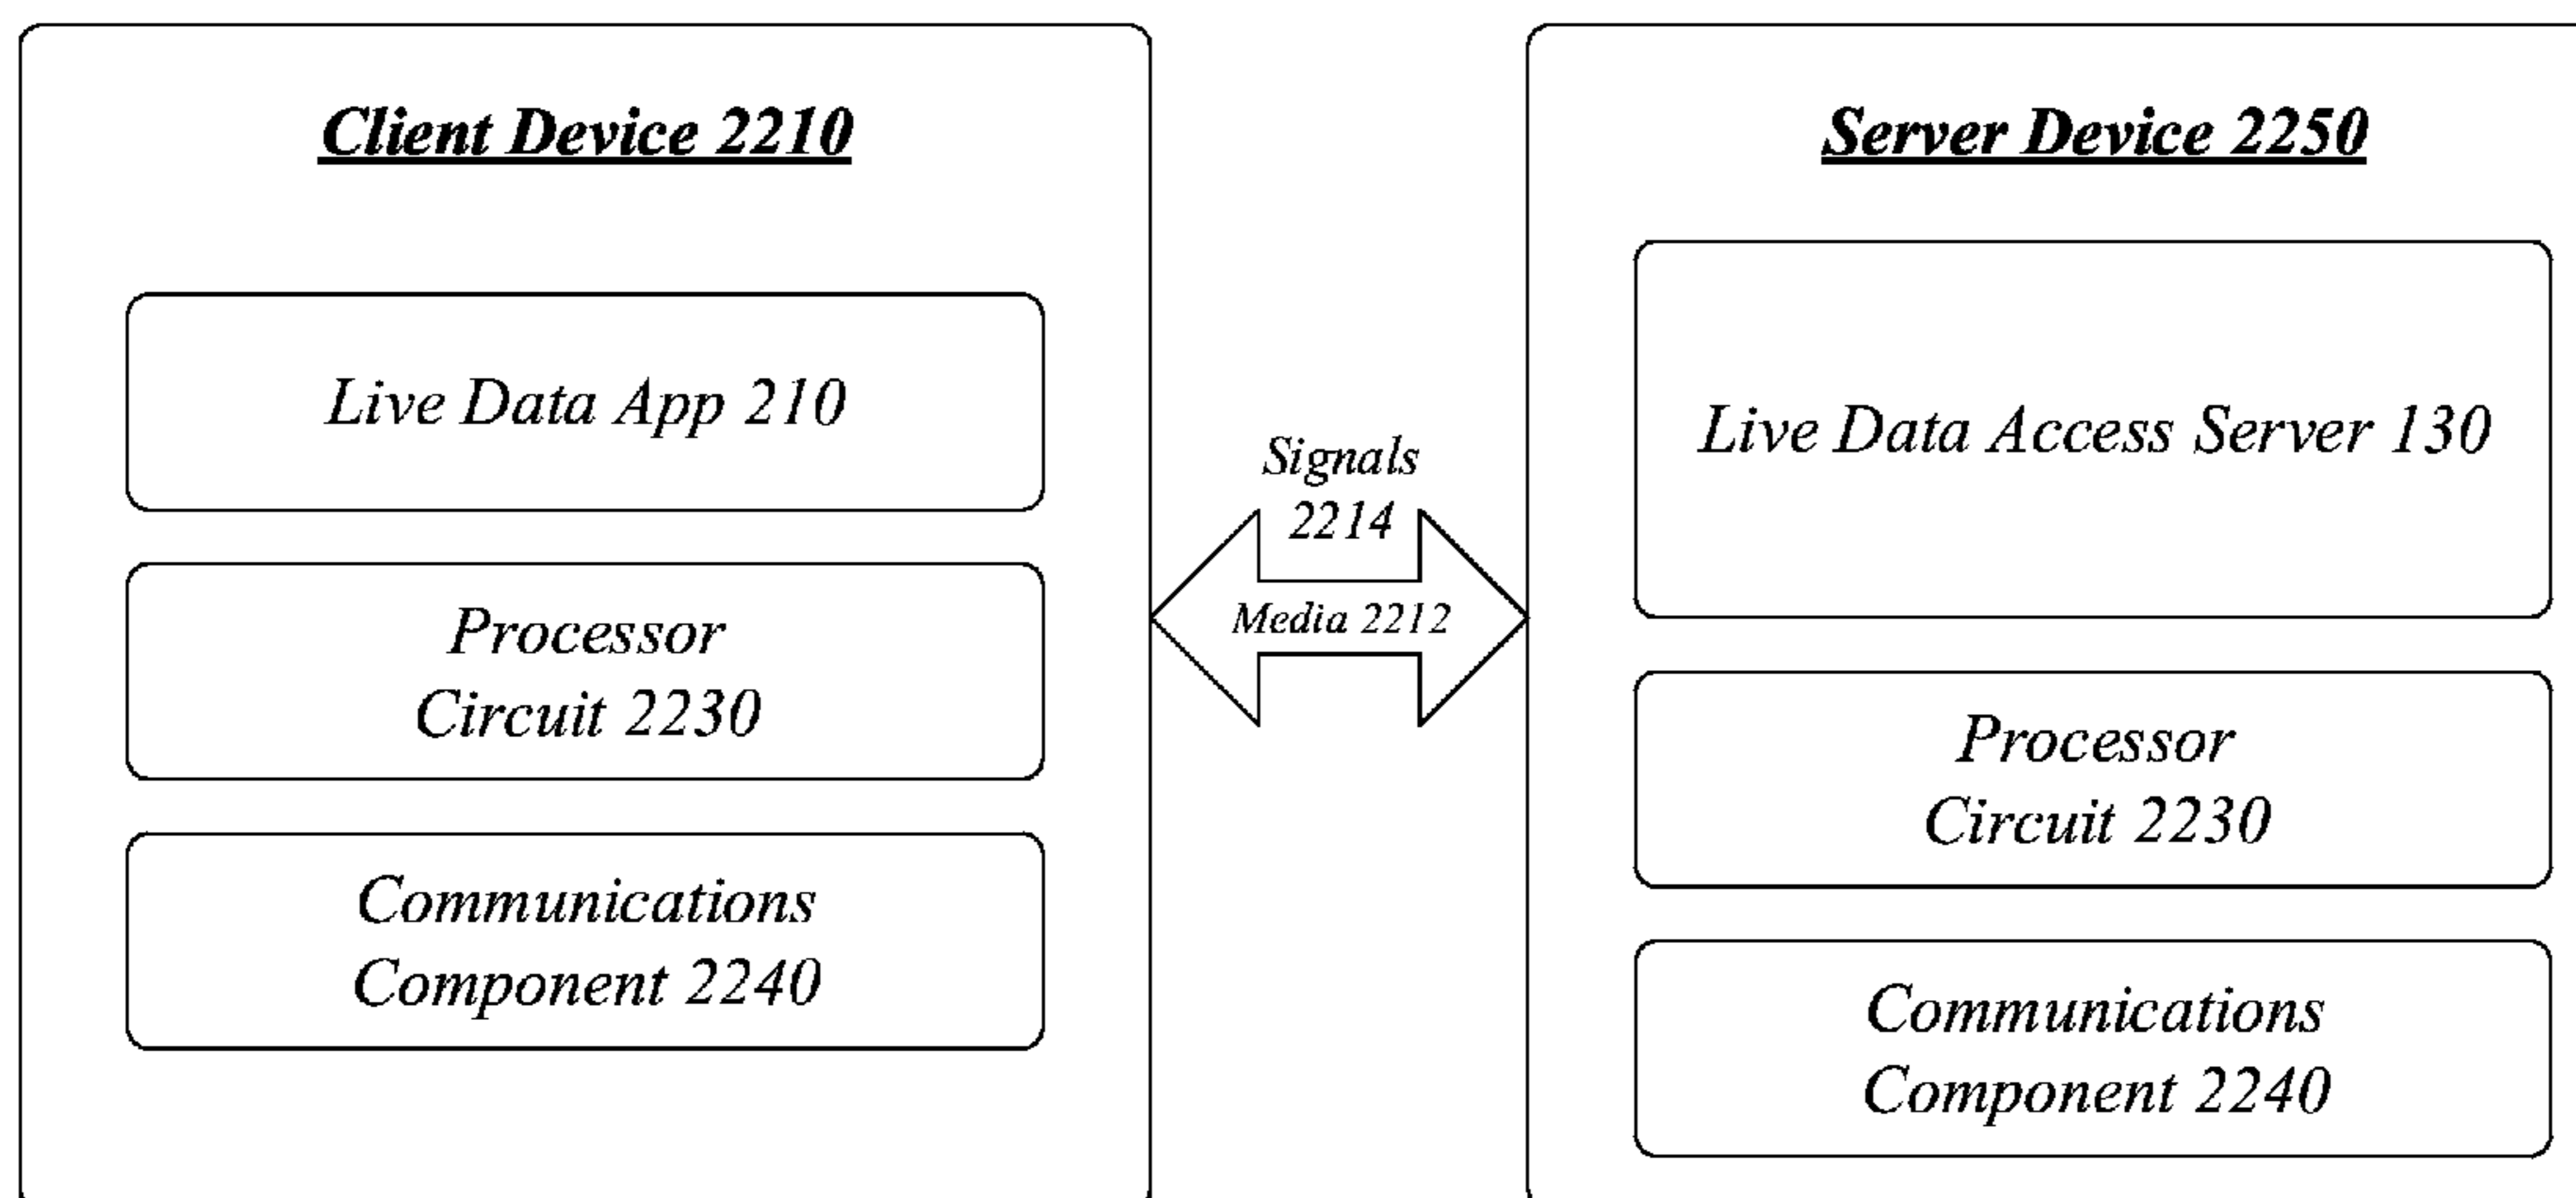 Client Device 2210
Live Data App 210
Processor
Circuit 2230
Communications
Component 2240
Signals
2214
Media 2212
Server Device 2250
Live Data Access Server 130
Processor
Circuit 2230
Communications
Component 2240